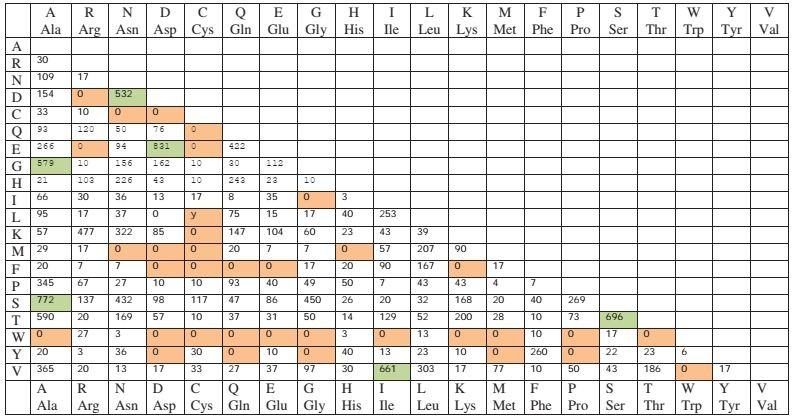 A R N D C Q E G H I L K M F P S T W Y V
Ala Arg Asn Asp Cys Gln Glu Gly His Ile Leu Lys Met Phe Pro Ser Thr Trp Tyr Val
A
R 30
N 109 17
D 154 0 532
C 33 10 0 0
Q 93 120 50 76 0
E 266 0 94 831 0 422
G 579 10 156 162 10 30 112
H 21 103 226 43 10 243 23 10
I 66 30 36 13 17 8 35 0 3
L 95 17 37 0 y 75 15 17 40 253
K 57 477 322 85 0 147 104 60 23 43 39
M 29 17 0 0 0 20 7 7 0 57 207 90
F 20 7 7 0 0 0 0 17 20 90 167 0 17
P 345 67 27 10 10 93 40 49 50 7 43 43 4 7
S 772 137 432 98 117 47 86 450 26 20 32 168 20 40 269
T 590 20 169 57 10 37 31 50 14 129 52 200 28 10 73 696
W 0 27 3 0 0 0 0 0 3 0 13 0 0 10 0 17 0
Y 20 3 36 0 30 0 10 0 40 13 23 10 0 260 0 22 23 6
V 365 20 13 17 33 27 37 97 30 661 303 17 77 10 50 43 186 0 17
A R N D C Q E G H I L K M F P S T W Y V
Ala Arg Asn Asp Cys Gln Glu Gly His Ile Leu Lys Met Phe Pro Ser Thr Trp Tyr Val